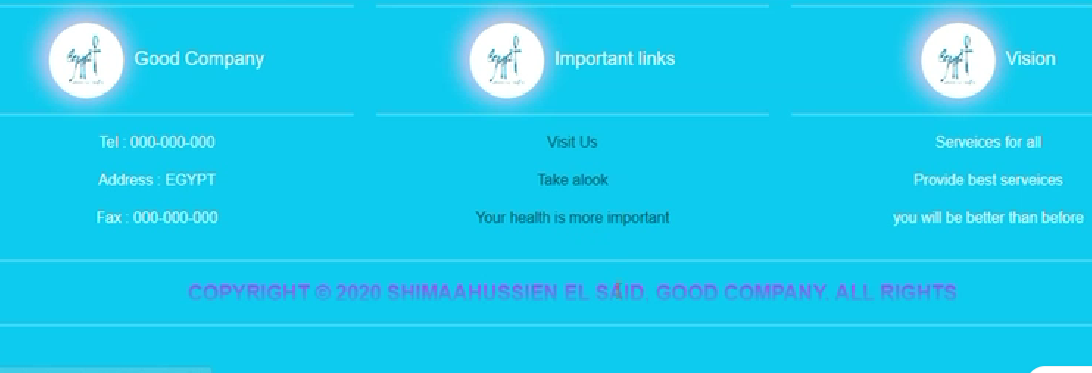 Good Company
Tel : 000-000-000
Address : EGYPT
Fax : 000-000-000
Important links
Visit Us
Take alook
Your health is more important
Vision
Serveices for all
Provide best serveices
you will be better than before
COPYRIGHT © 2020 SHIMAAHUSSIEN EL SAID. GOOD COMPANY. ALL RIGHTS